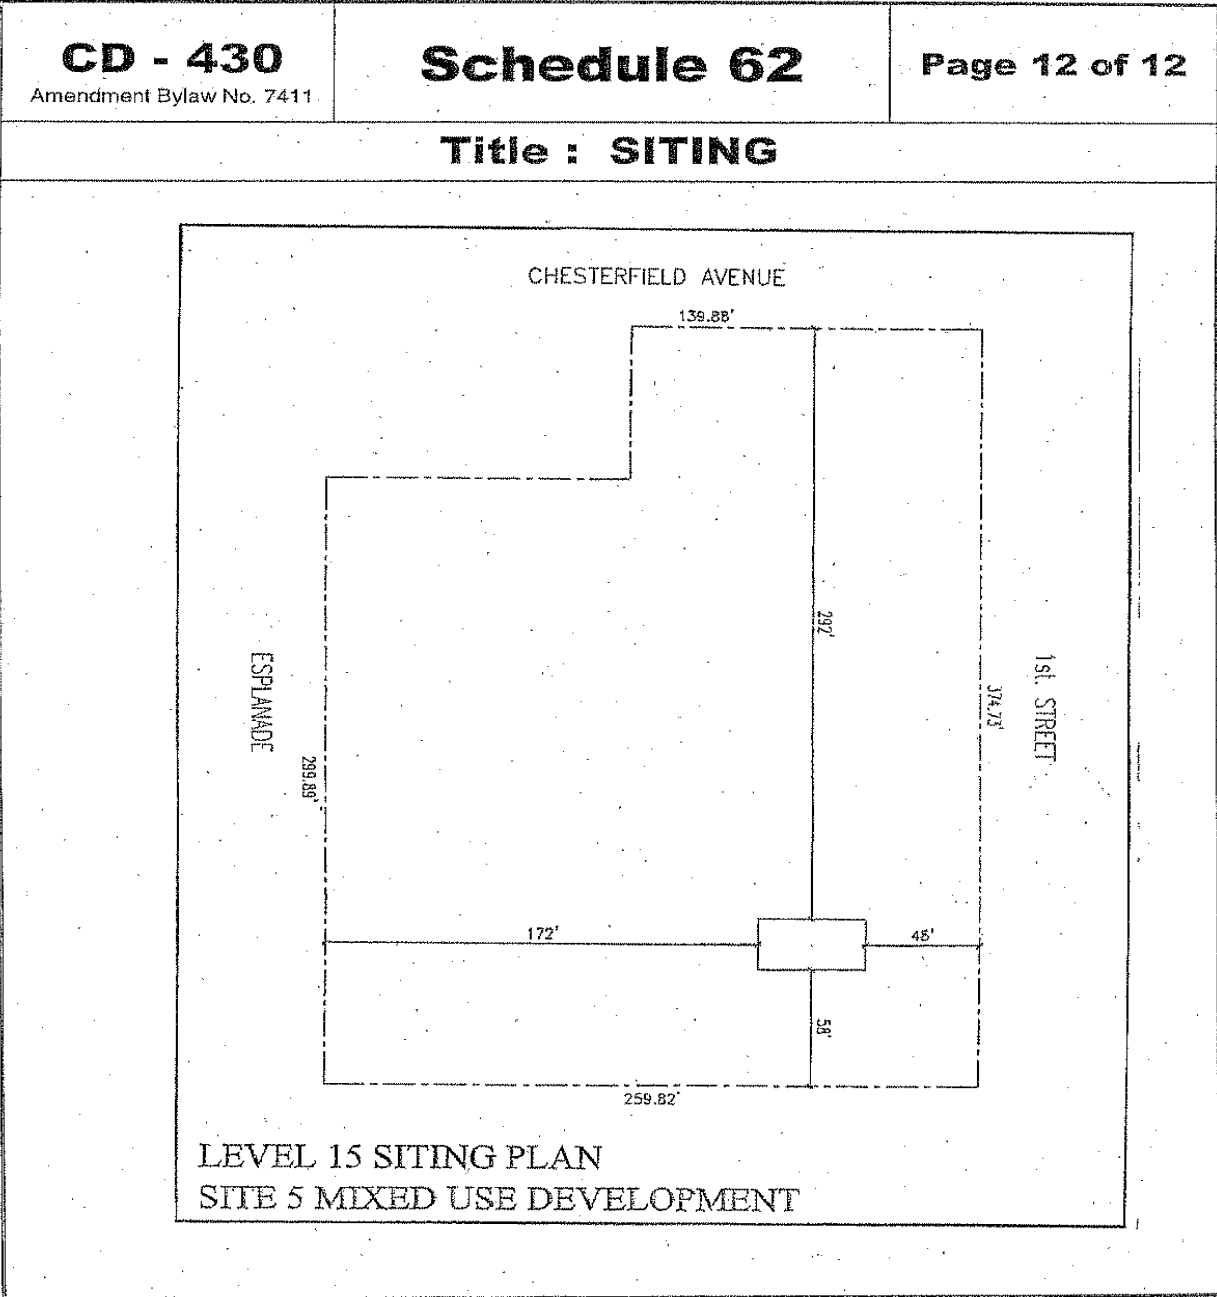 CD - 430
Amendment Bylaw No. 7411
Schedule 62
Page 12 of 12
Title : SITING
CHESTERFIELD AVENUE
139.88'
292'
1st. STREET
374.73'
ESPLANADE
299.89'
172'
58'
259.82'
LEVEL 15 SITING PLAN
SITE 5 MIXED USE DEVELOPMENT